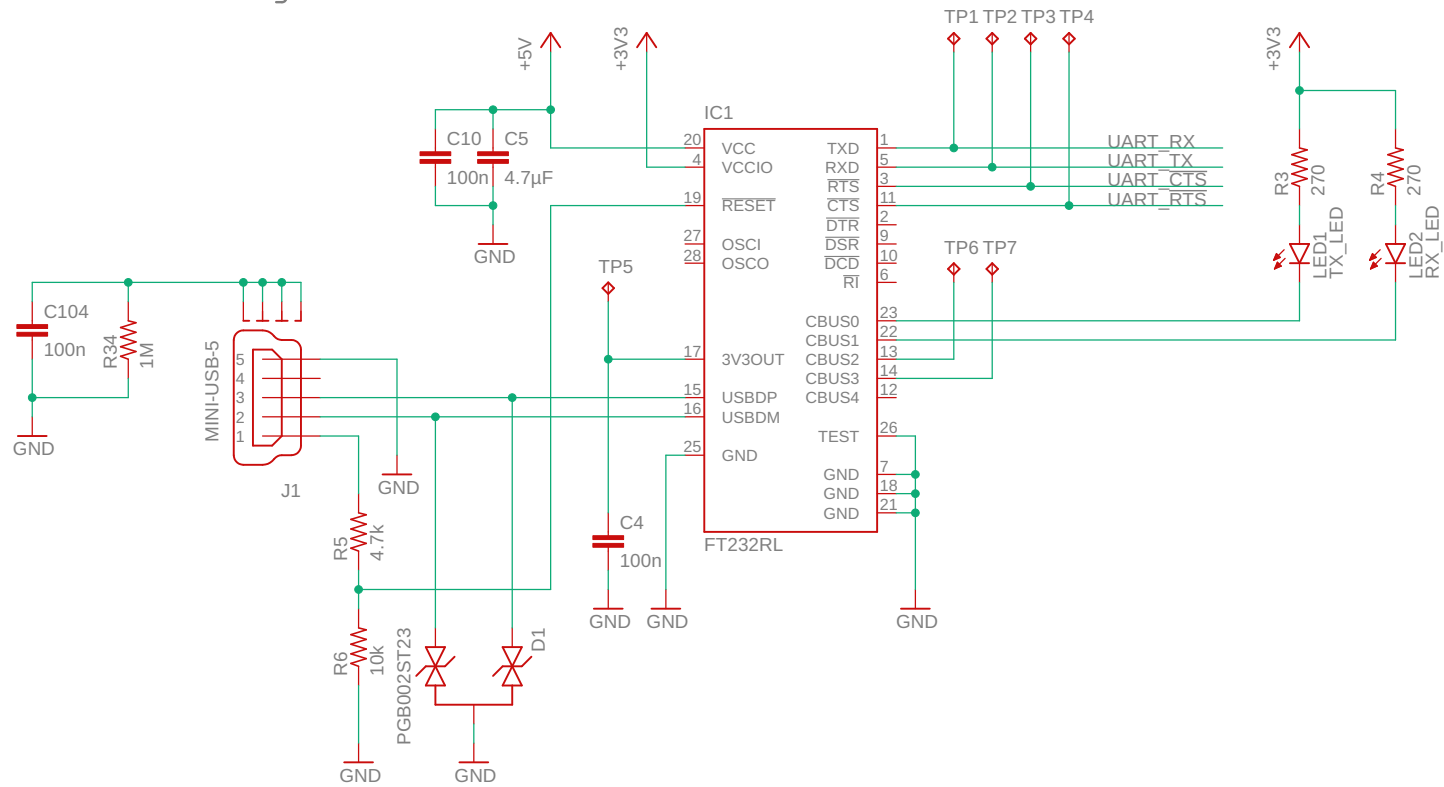 TP1 TP2 TP3 TP4
+5V
+3V3
+3V3
IC1
C10
100n
C5
4.7µF
GND
20 VCC TXD 1 UART_RX
4 VCCIO RXD 5 UART_TX
RTS 3 UART_CTS
19 RESET CTS 11 UART_RTS
DTR 2
27 OSCI DSR 9
28 OSCO DCD 10
RI 6
TP6 TP7
CBUS0 23
CBUS1 22
17 3V3OUT CBUS2 13
CBUS3 14
15 USBDP CBUS4 12
16 USBDM
TEST 26
25 GND
GND 7
GND 18
GND 21
FT232RL
R3
270
R4
270
LED1
TX_LED
LED2
RX_LED
TP5
C104
100n
R34
1M
GND
MINI-USB-5
5
4
3
2
1
J1
GND
R5
4.7k
C4
100n
GND
GND
GND
R6
10k
PGB002ST23
D1
GND
GND